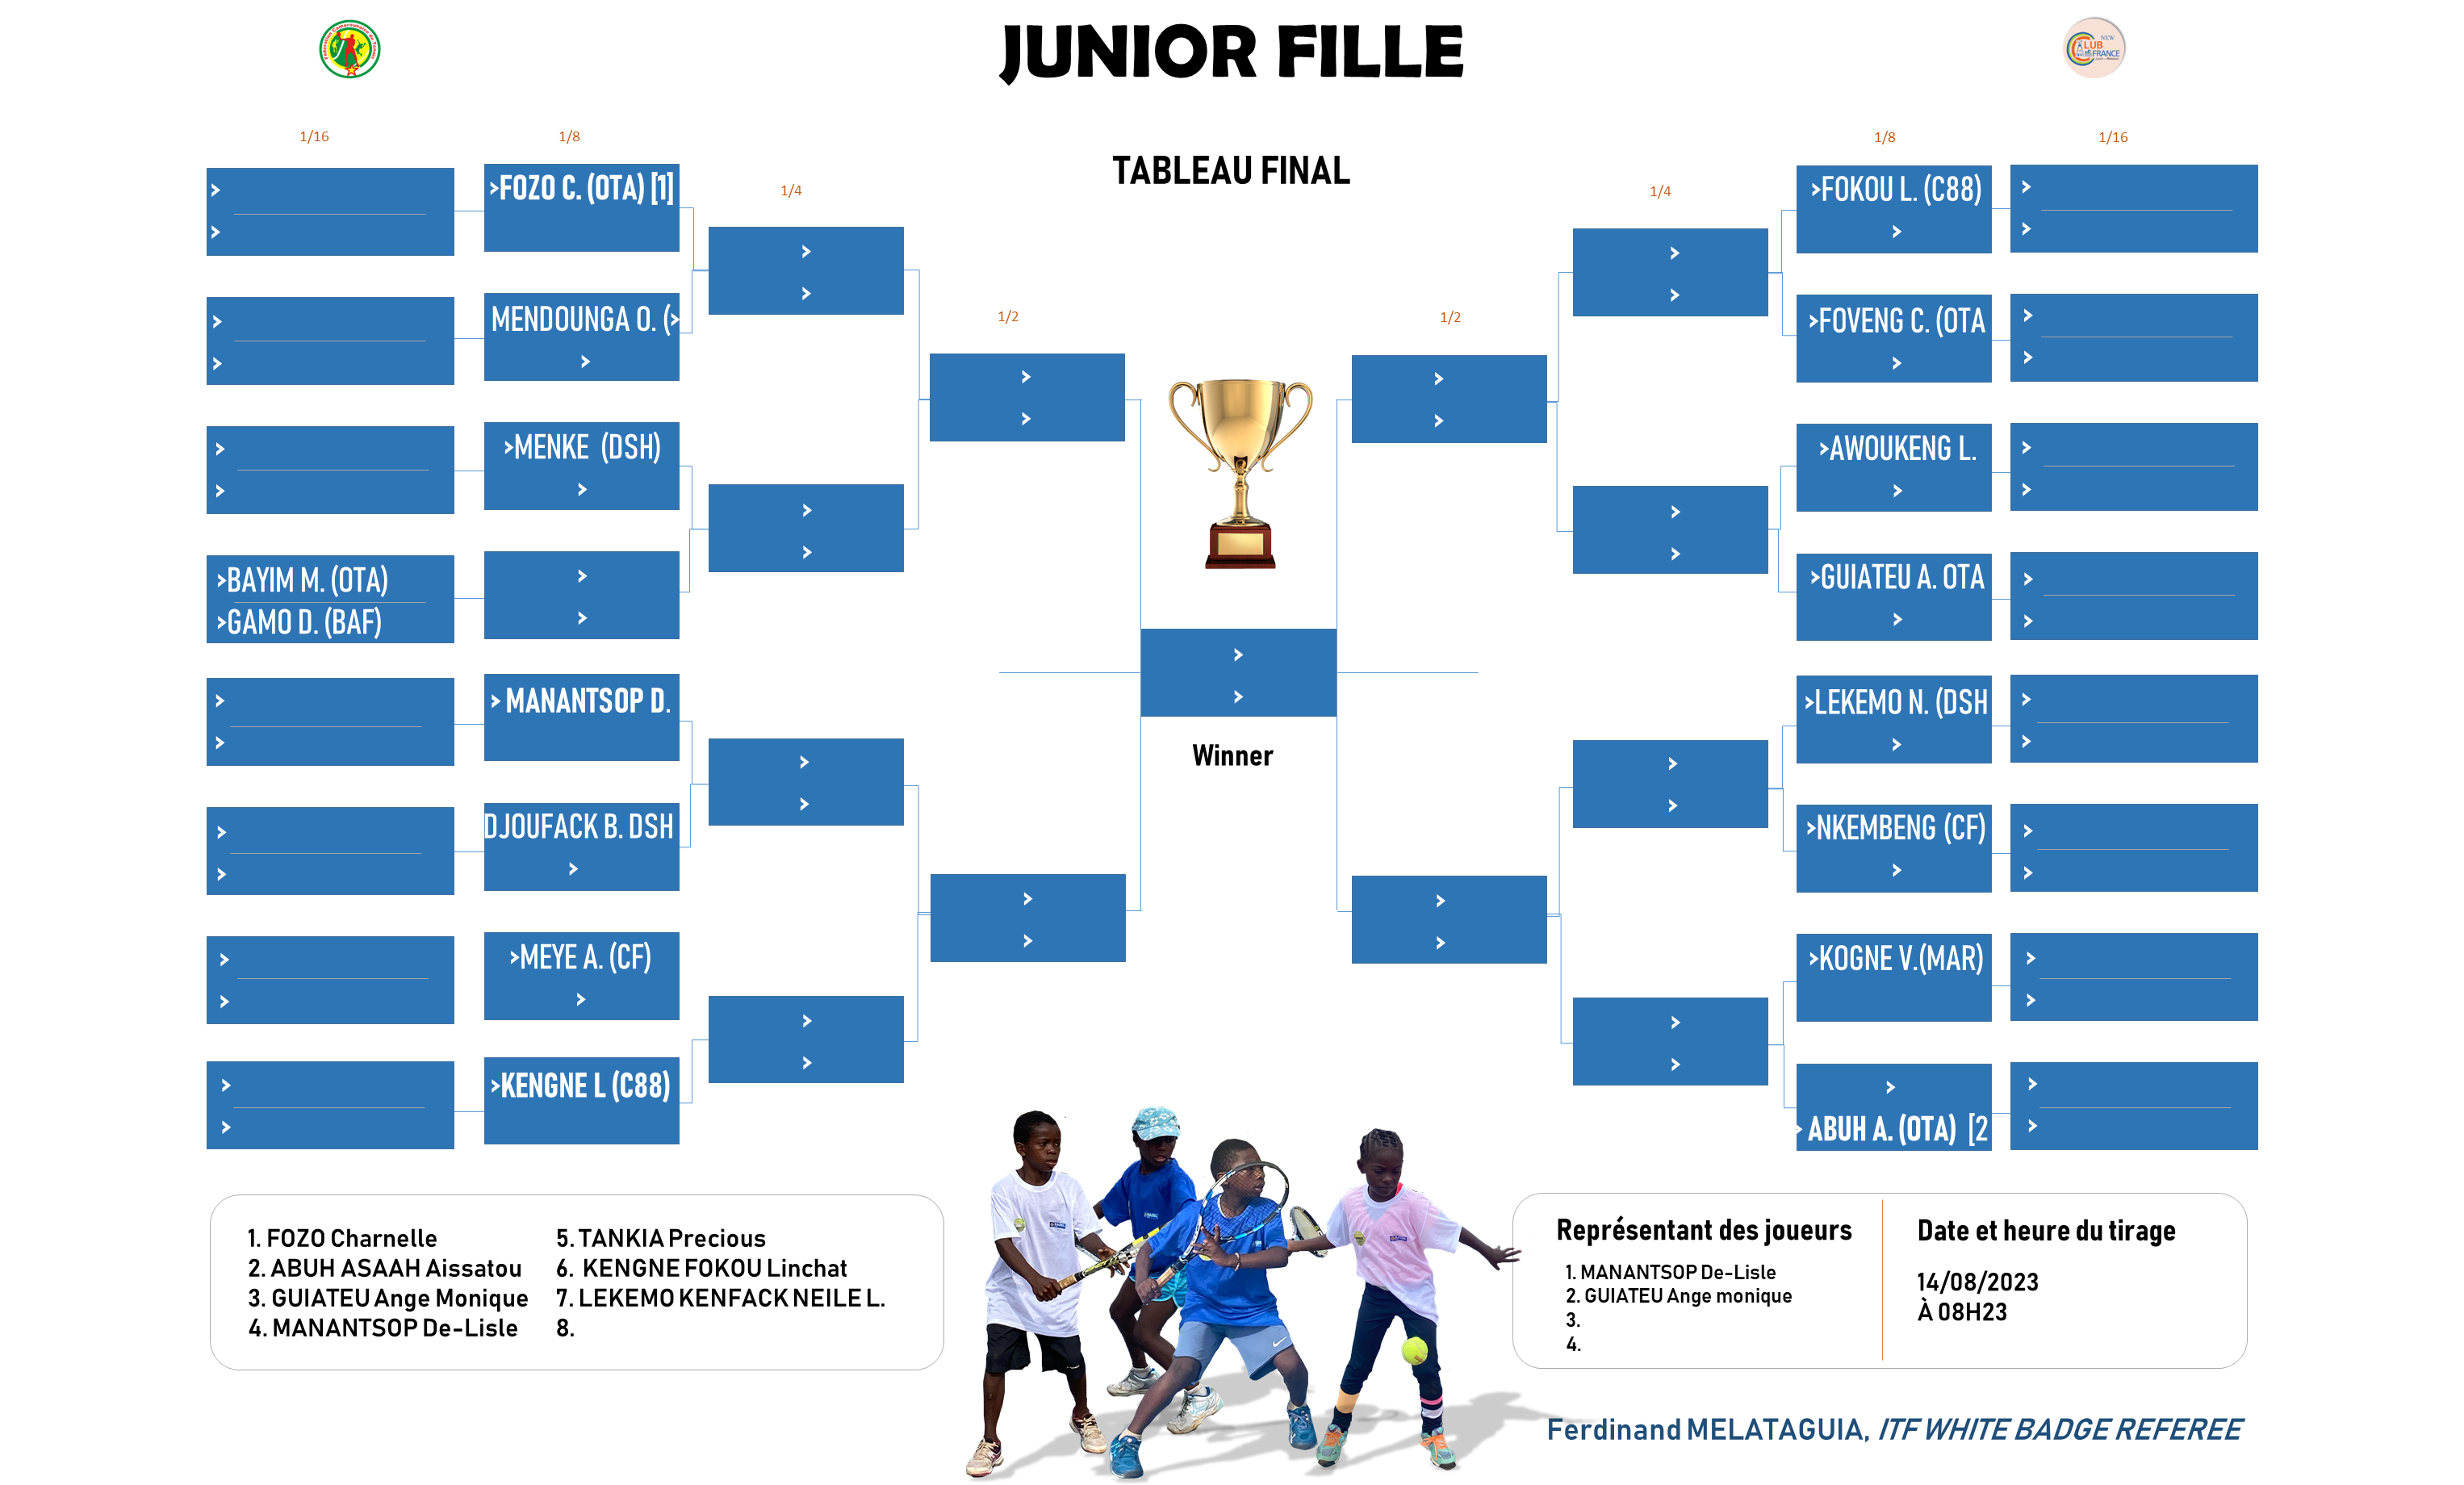 JUNIOR FILLE
NEW
CLUB
FRANCE
1/16
1/8
1/4
1/2
TABLEAU FINAL
1/2
1/4
1/8
1/16
>FOZO C. (OTA) [1]
MENDOUNGA O. (>
>
>MENKE (DSH)
>
>BAYIM M. (OTA)
>GAMO D. (BAF)
> MANANTSOP D.
DJOUFACK B. DSH
>
>MEYE A. (CF)
>
>KENGNE L (C88)
>FOKOU L. (C88)
>
>FOVENG C. (OTA
>
>AWOUKENG L.
>
>GUIATEU A. OTA
>
>LEKEMO N. (DSH
>
>NKEMBENG (CF)
>
>KOGNE V.(MAR)
>
> ABUH A. (OTA) [2
Winner
1. FOZO Charnelle
2. ABUH ASAAH Aissatou
3. GUIATEU Ange Monique
4. MANANTSOP De-Lisle
5. TANKIA Precious
6. KENGNE FOKOU Linchat
7. LEKEMO KENFACK NEILE L.
8.
Représentant des joueurs
1. MANANTSOP De-Lisle
2. GUIATEU Ange monique
3.
4.
Date et heure du tirage
14/08/2023
À 08H23
Ferdinand MELATAGUIA, ITF WHITE BADGE REFEREE